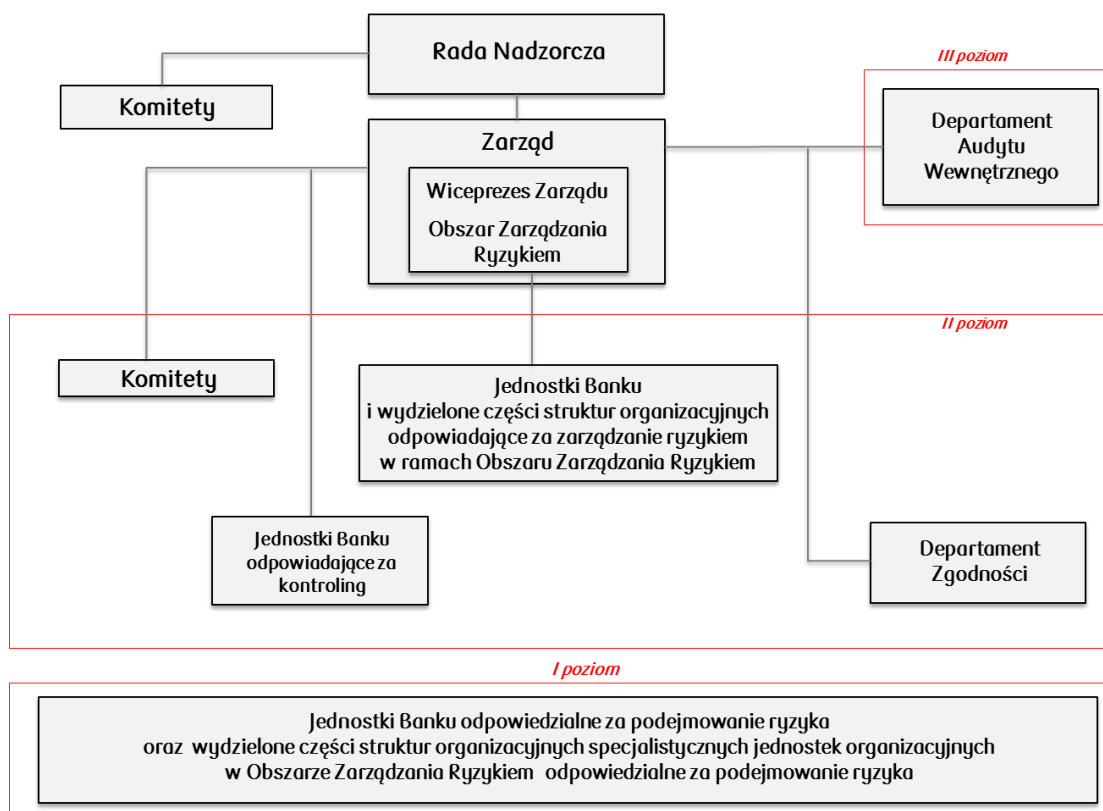 Rada Nadzorcza
III poziom
Komitety
Departament
Audytu
Wewnętrznego
Zarząd
Wiceprezes Zarządu
Obszar Zarządzania
Ryzykiem
II poziom
Komitety
Jednostki Banku
i wydzielone części struktur organizacyjnych
odpowiadające za zarządzanie ryzykiem
w ramach Obszaru Zarządzania Ryzykiem
Jednostki Banku
odpowiadające za
kontroling
Departament
Zgodności
I poziom
Jednostki Banku odpowiedzialne za podejmowanie ryzyka
oraz wydzielone części struktur organizacyjnych specjalistycznych jednostek organizacyjnych
w Obszarze Zarządzania Ryzykiem odpowiedzialne za podejmowanie ryzyka